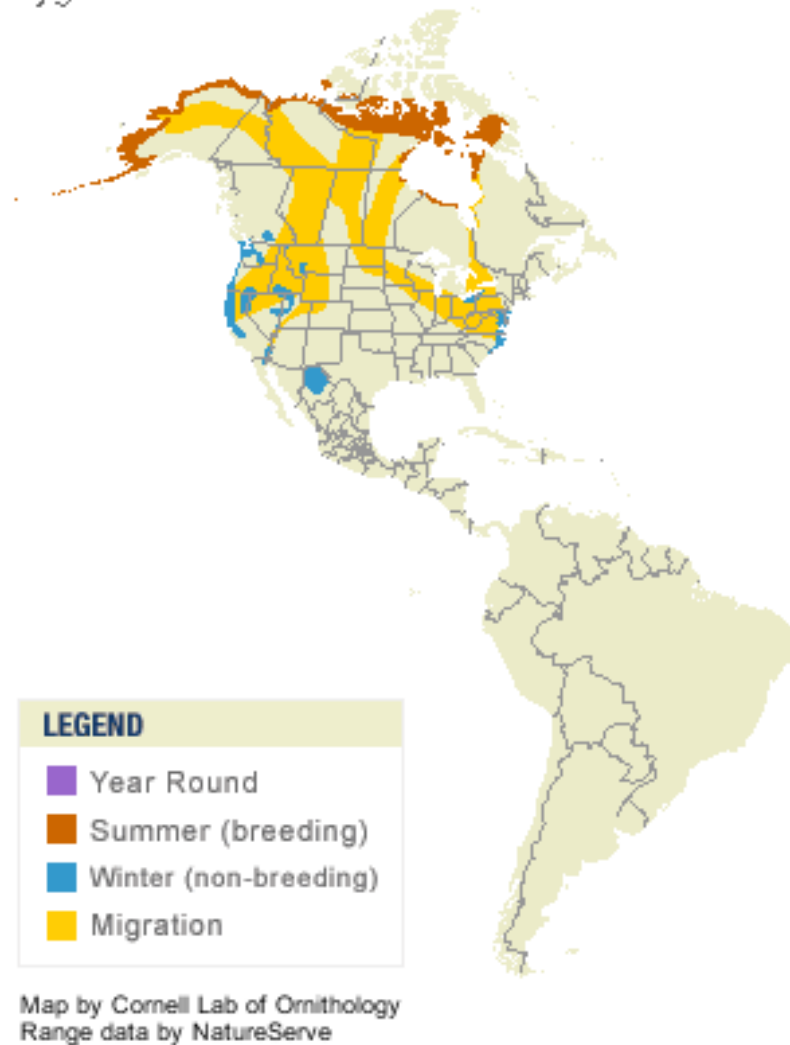 LEGEND
Year Round
Summer (breeding)
Winter (non-breeding)
Migration
Map by Cornell Lab of Ornithology
Range data by NatureServe